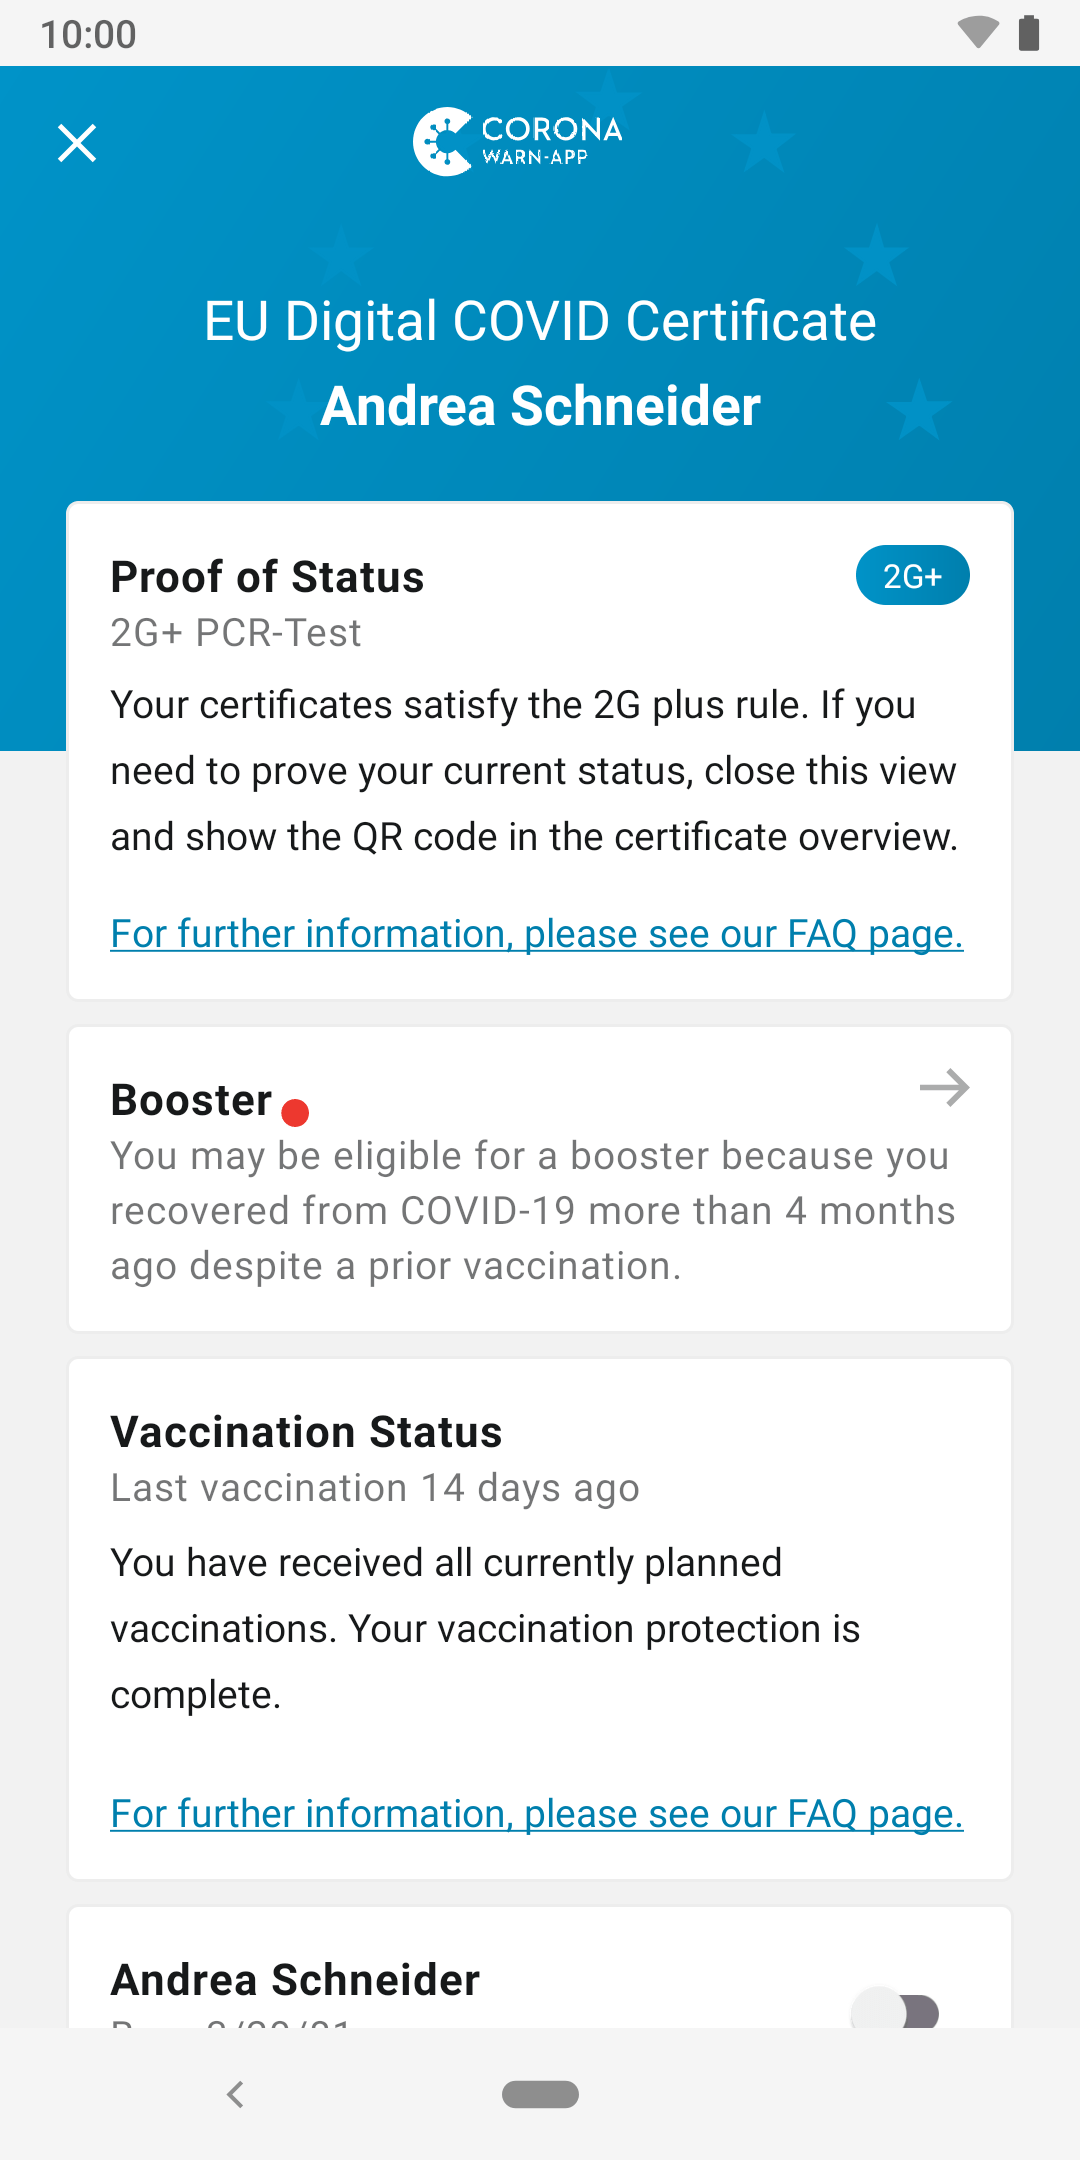 10:00
CORONA
WARN-APP
EU Digital COVID Certificate
Andrea Schneider
Proof of Status
2G+
2G+ PCR-Test
Your certificates satisfy the 2G plus rule. If you
need to prove your current status, close this view
and show the QR code in the certificate overview.
For further information, please see our FAQ page.
Booster
You may be eligible for a booster because you
recovered from COVID-19 more than 4 months
ago despite a prior vaccination.
Vaccination Status
Last vaccination 14 days ago
You have received all currently planned
vaccinations. Your vaccination protection is
complete.
For further information, please see our FAQ page.
Andrea Schneider